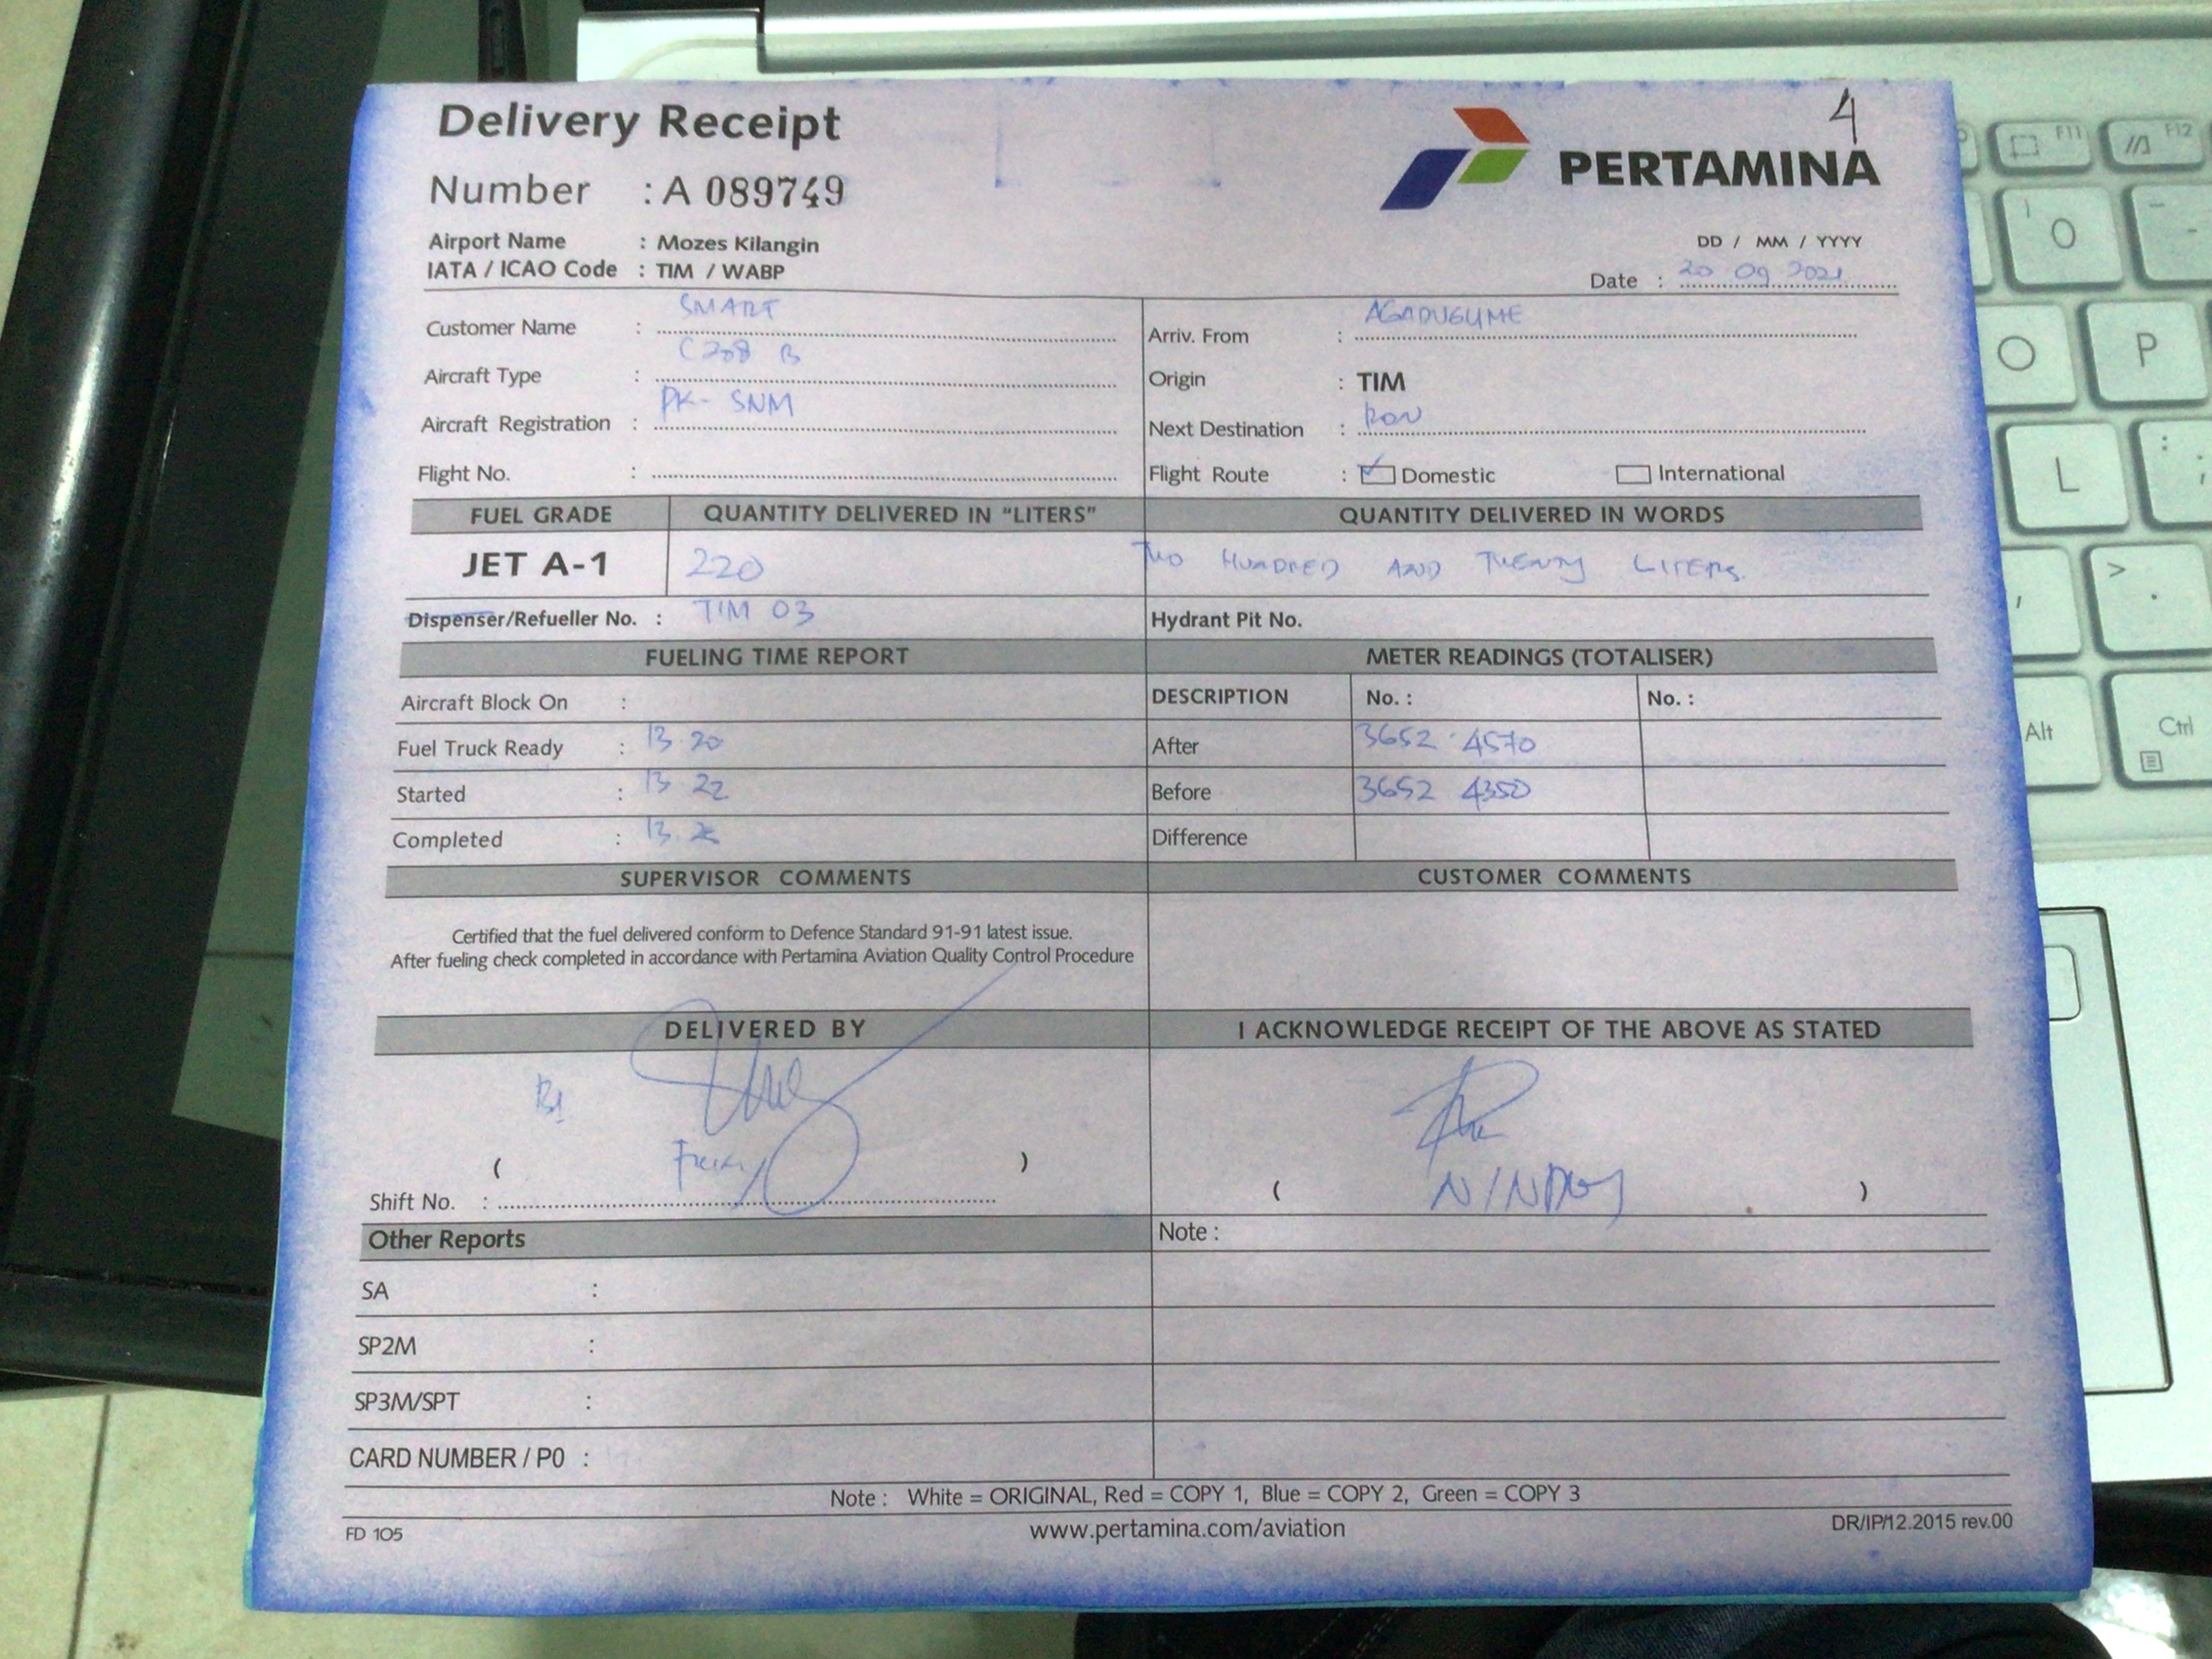 Delivery Receipt
4
PERTAMINA
Number : A 089749
Airport Name : Mozes Kilangin
IATA / ICAO Code : TIM / WABP
DD / MM / YYYY
Date : 20 09 2021
Customer Name : SMART
Arriv. From : AGADUGUME
Aircraft Type : C208 B
Origin : TIM
Aircraft Registration : PK- SNM
Next Destination : RON
Flight No. :
Flight Route : Domestic International
FUEL GRADE QUANTITY DELIVERED IN "LITERS" QUANTITY DELIVERED IN WORDS
JET A-1 220 TWO HUNDRED AND TWENTY LITERS.
Dispenser/Refueller No. : TIM 03 Hydrant Pit No.
FUELING TIME REPORT METER READINGS (TOTALISER)
Aircraft Block On : DESCRIPTION No. : No. :
Fuel Truck Ready : 13.20 After 3652 4570
Started : 13 22 Before 3652 4350
Completed : 13. Difference
SUPERVISOR COMMENTS CUSTOMER COMMENTS
Certified that the fuel delivered conform to Defence Standard 91-91 latest issue.
After fueling check completed in accordance with Pertamina Aviation Quality Control Procedure
DELIVERED BY I ACKNOWLEDGE RECEIPT OF THE ABOVE AS STATED
( )
Shift No. : ( )
Other Reports Note :
SA :
SP2M :
SP3M/SPT :
CARD NUMBER / P0 :
Note : White = ORIGINAL, Red = COPY 1, Blue = COPY 2, Green = COPY 3
FD 105 www.pertamina.com/aviation DR/IP/12.2015 rev.00
F11
F12
0
-
O
P
L
:
;
,
>
.
Alt
Ctrl